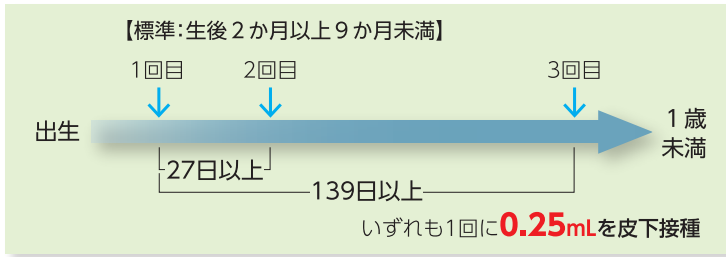 【標準:生後2か月以上9か月未満】
1回目 2回目 3回目
出生
1歳
未満
27日以上
139日以上
いずれも1回に0.25mLを皮下接種